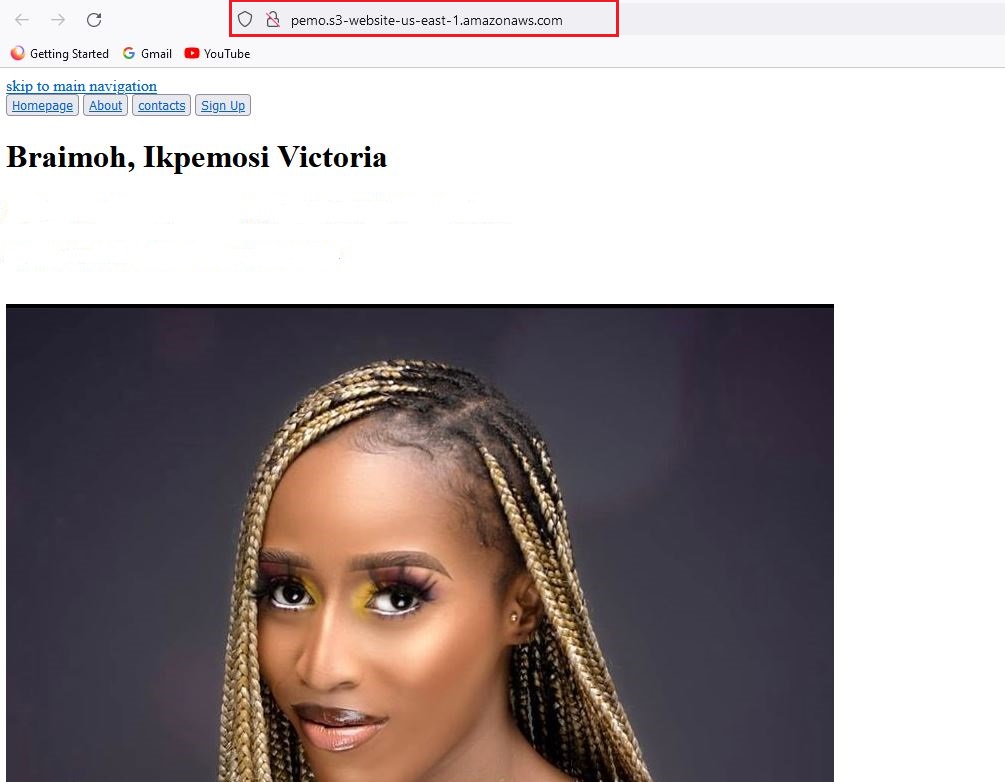 pemo.s3-website-us-east-1.amazonaws.com
Getting Started Gmail YouTube
skip to main navigation
Homepage About contacts Sign Up
Braimoh, Ikpemosi Victoria